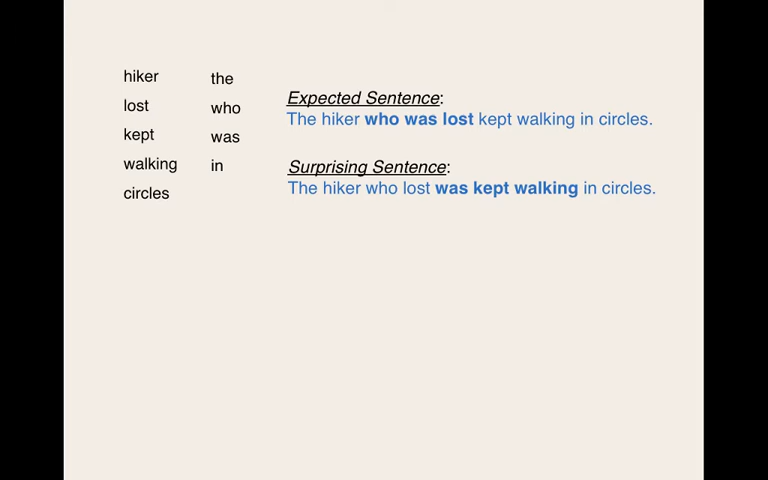 hiker
lost
kept
walking
circles
the
who
was
in
Expected Sentence:
The hiker who was lost kept walking in circles.
Surprising Sentence:
The hiker who lost was kept walking in circles.